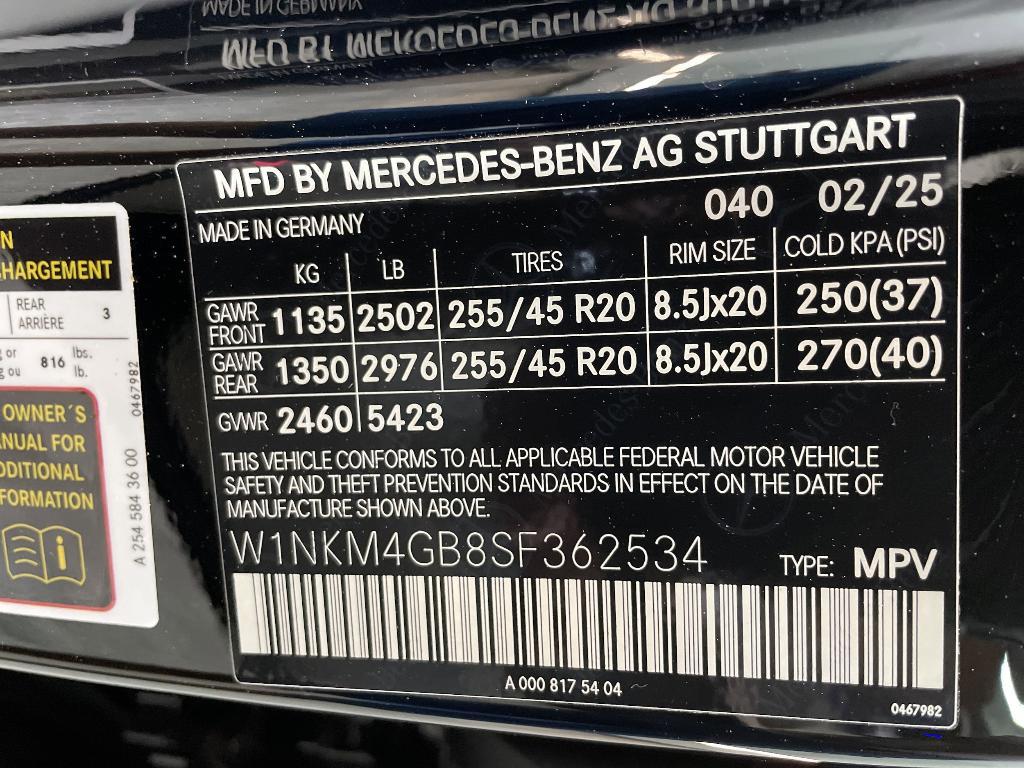 MFD BY MERCEDES-BENZ AG STUTTGART
MADE IN GERMANY 040 02/25
KG LB TIRES RIM SIZE COLD KPA (PSI)
GAWR FRONT 1135 2502 255/45 R20 8.5Jx20 250(37)
GAWR REAR 1350 2976 255/45 R20 8.5Jx20 270(40)
GVWR 2460 5423
THIS VEHICLE CONFORMS TO ALL APPLICABLE FEDERAL MOTOR VEHICLE
SAFETY AND THEFT PREVENTION STANDARDS IN EFFECT ON THE DATE OF
MANUFACTURE SHOWN ABOVE.
W1NKM4GB8SF362534 TYPE: MPV
A 000 817 54 04
0467982
REAR
ARRIÈRE 3
or 816 lbs.
ou lb.
OWNER´S
FOR
0467982
A 254 584 36 00